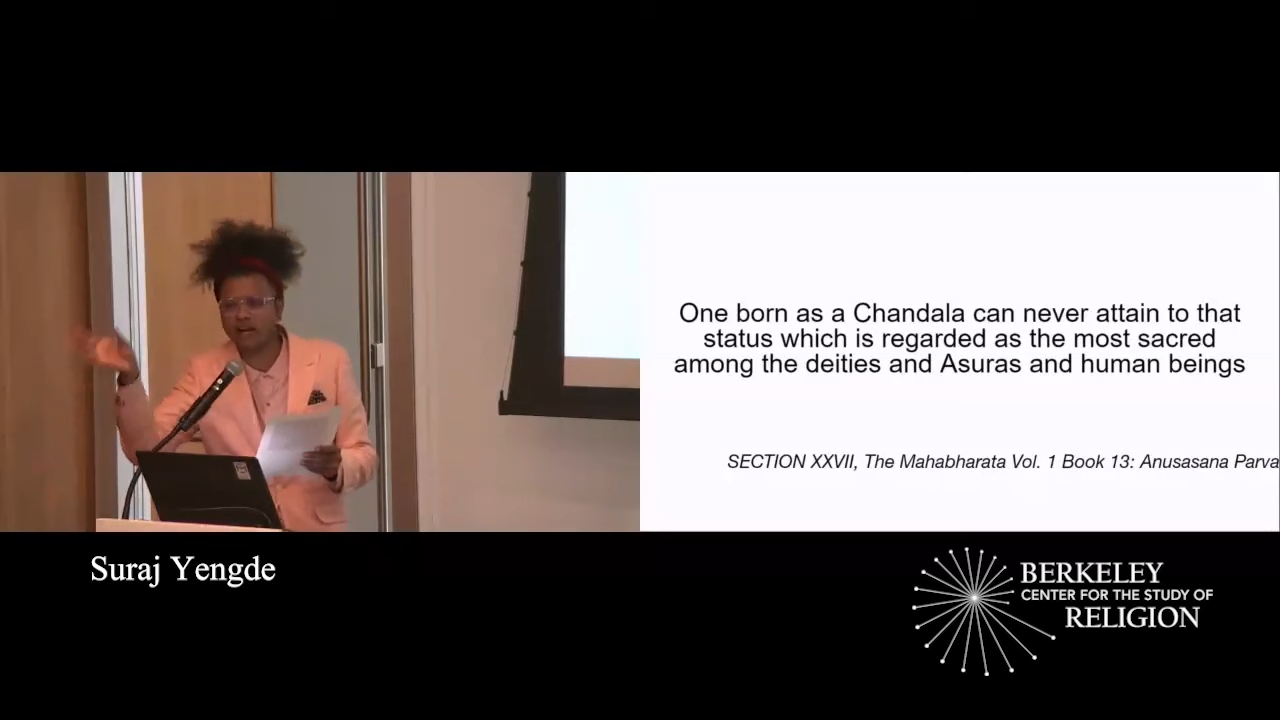 One born as a Chandala can never attain to that
status which is regarded as the most sacred
among the deities and Asuras and human beings
SECTION XXVII, The Mahabharata Vol. 1 Book 13: Anusasana Parva
Suraj Yengde
BERKELEY
CENTER FOR THE STUDY OF
RELIGION